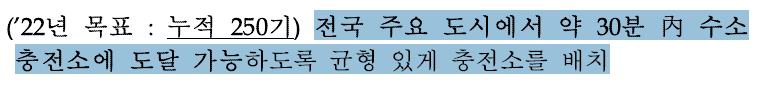 (’22년 목표 : 누적 250기) 전국 주요 도시에서 약 30분 內 수소
충전소에 도달 가능하도록 균형 있게 충전소를 배치